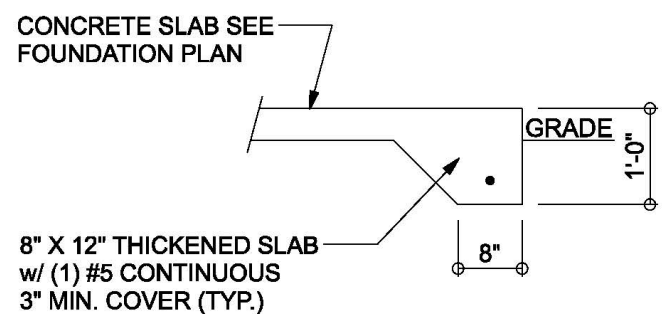 CONCRETE SLAB SEE
FOUNDATION PLAN
GRADE
1'-0"
8"
8" X 12" THICKENED SLAB
w/ (1) #5 CONTINUOUS
3" MIN. COVER (TYP.)